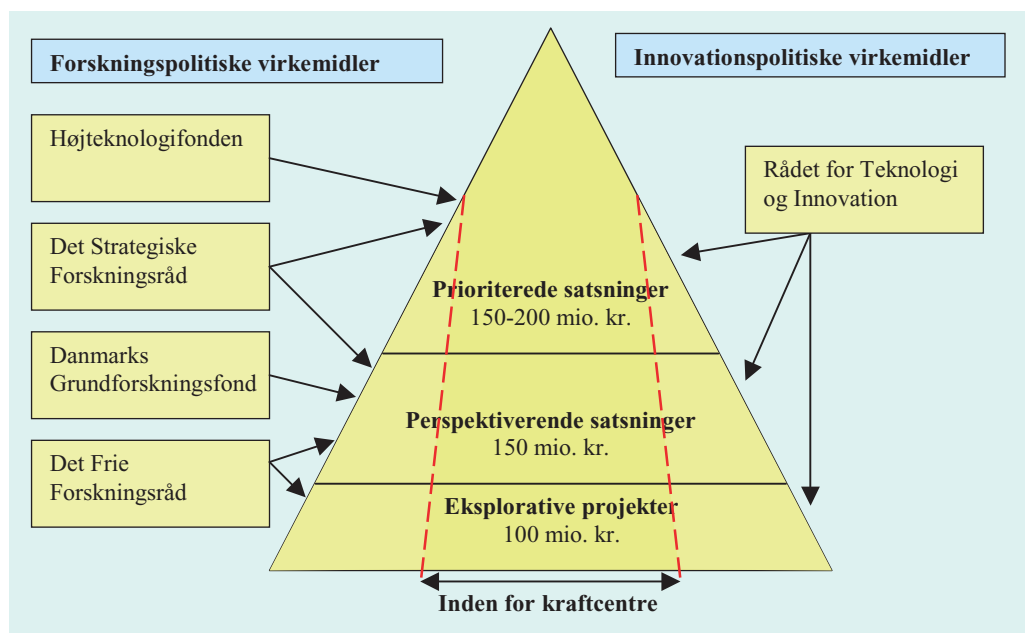 Forskningspolitiske virkemidler
Innovationspolitiske virkemidler
Højteknologifonden
Det Strategiske
Forskningsråd
Danmarks
Grundforskningsfond
Det Frie
Forskningsråd
Rådet for Teknologi
og Innovation
Prioriterede satsninger
150-200 mio. kr.
Perspektiverende satsninger
150 mio. kr.
Eksplorative projekter
100 mio. kr.
Inden for kraftcentre